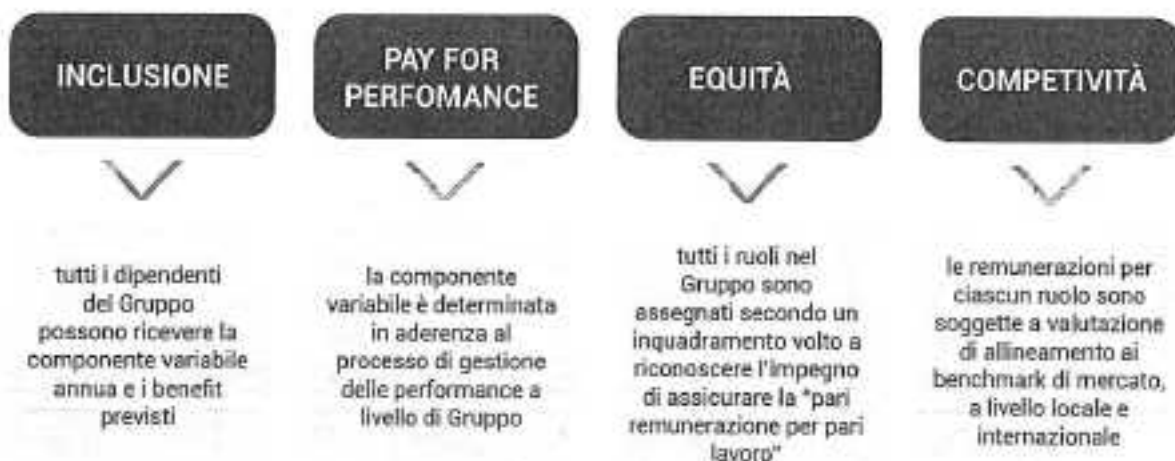 INCLUSIONE
tutti i dipendenti
del Gruppo
possono ricevere la
componente variabile
annua e i benefit
previsti
PAY FOR
PERFOMANCE
la componente
variabile è determinata
in aderenza al
processo di gestione
delle performance a
livello di Gruppo
EQUITÀ
tutti i ruoli nel
Gruppo sono
assegnati secondo un
inquadramento volto a
riconoscere l'impegno
di assicurare la "pari
remunerazione per pari
lavoro"
COMPETIVITÀ
le remunerazioni per
ciascun ruolo sono
soggette a valutazione
di allineamento ai
benchmark di mercato,
a livello locale e
internazionale